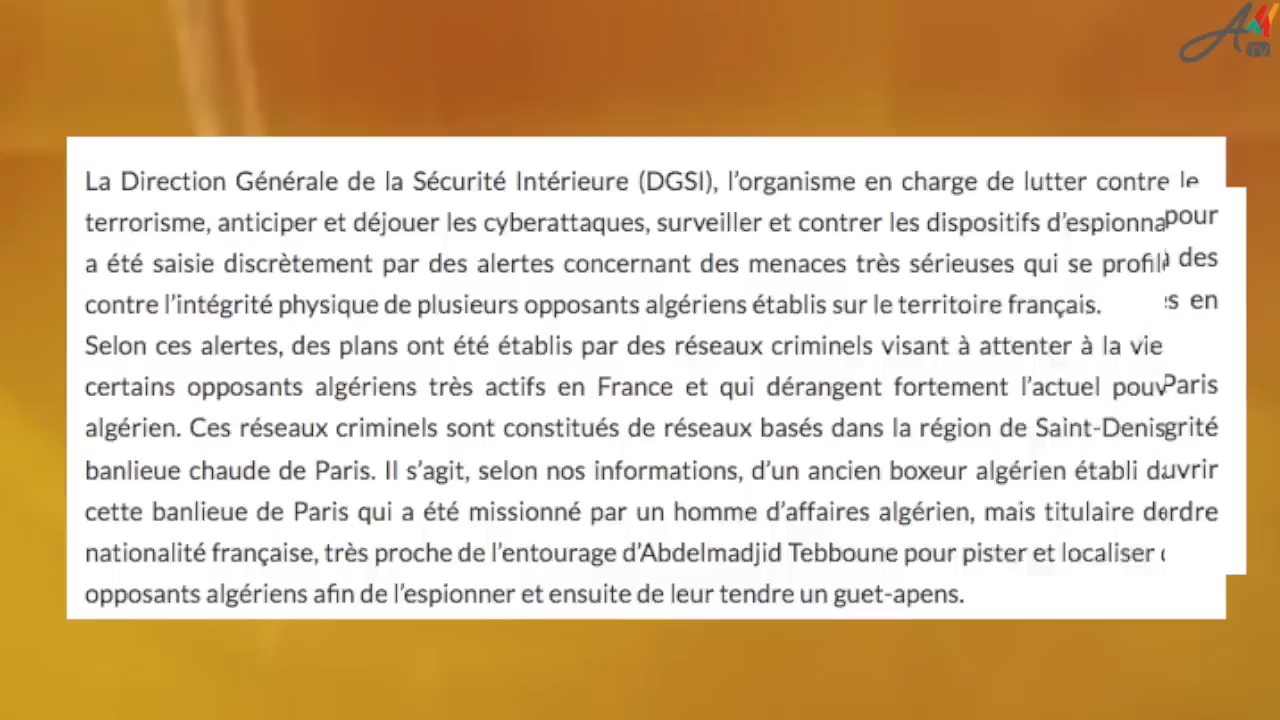 La Direction Générale de la Sécurité Intérieure (DGSI), l'organisme en charge de lutter contre le
terrorisme, anticiper et déjouer les cyberattaques, surveiller et contrer les dispositifs
a été saisie discrètement par des alertes concernant des menaces très sérieuses qui se
contre l'intégrité physique de plusieurs opposants algériens établis sur le territoire français.
Selon ces alertes, des plans ont été établis par des réseaux criminels visant à attenter à la vie
certains opposants algériens très actifs en France et qui dérangent fortement l'actuel
algérien. Ces réseaux criminels sont constitués de réseaux basés dans la région de Saint-Denis
banlieue chaude de Paris. Il s'agit, selon nos informations, d'un ancien boxeur algérien établi
cette banlieue de Paris qui a été missionné par un homme d'affaires algérien, mais titulaire
nationalité française, très proche de l'entourage d'Abdelmadjid Tebboune pour pister et localiser
opposants algériens afin de l'espionner et ensuite de leur tendre un guet-apens.
pour
des
en
Paris
TV